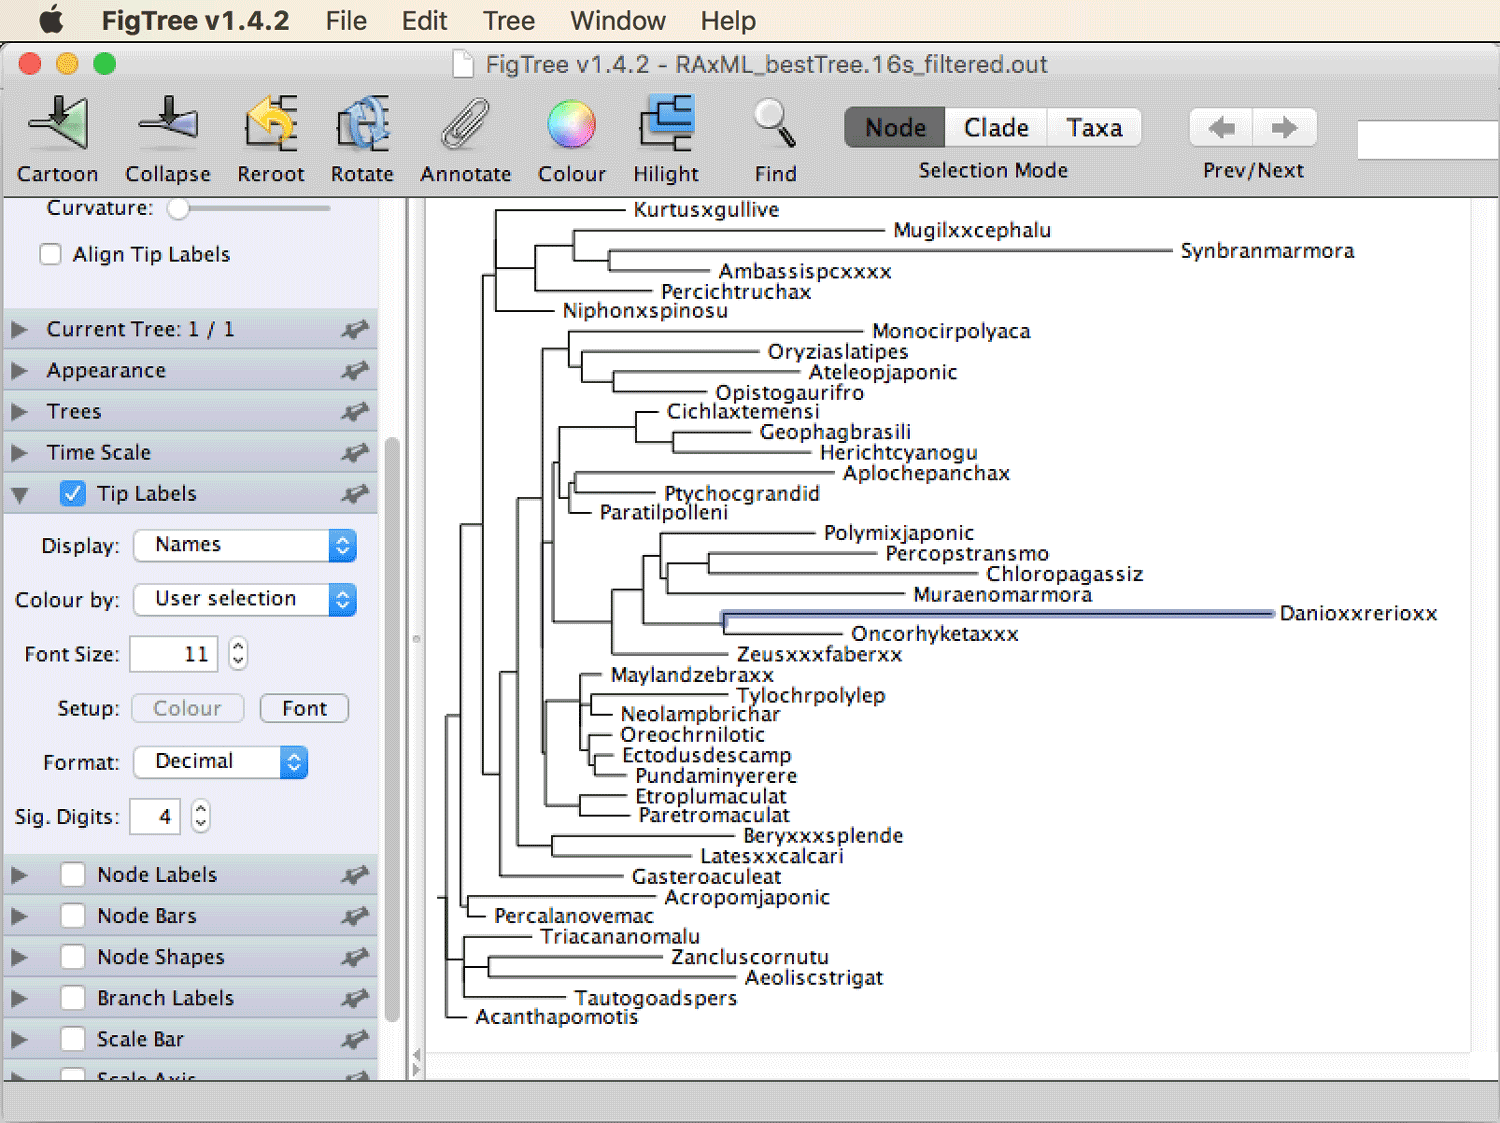 FigTree v1.4.2 File Edit Tree Window Help
FigTree v1.4.2 - RAxML_bestTree.16s_filtered.out
Cartoon Collapse Reroot Rotate Annotate Colour Hilight Find
Node Clade Taxa
Selection Mode
Prev/Next
Curvature:
Align Tip Labels
Current Tree: 1 / 1
Appearance
Trees
Time Scale
Tip Labels
Display: Names
Colour by: User selection
Font Size: 11
Setup: Colour Font
Format: Decimal
Sig. Digits: 4
Node Labels
Node Bars
Node Shapes
Branch Labels
Scale Bar
Scale Axis
Kurtusxgullive
Mugilxxcephalu
Synbranmarmora
Ambassispcxxxx
Percichtruchax
Niphonxspinosu
Monocirpolyaca
Oryziaslatipes
Ateleopjaponic
Opistogaurifro
Cichlaxtemensi
Geophagbrasili
Herichtcyanogu
Aplochepanchax
Ptychocgrandid
Paratilpolleni
Polymixjaponic
Percopstransmo
Chloropagassiz
Muraenomarmora
Danioxxrerioxx
Oncorhyketaxxx
Zeusxxxfaberxx
Maylandzebraxx
Tylochrpolylep
Neolampbrichar
Oreochrnilotic
Ectodusdescamp
Pundaminyerere
Etroplumaculat
Paretromaculat
Beryxxxsplende
Latesxxcalcari
Gasteroaculeat
Acropomjaponic
Percalanovemac
Triacananomalu
Zancluscornutu
Aeoliscstrigat
Tautogoadspers
Acanthapomotis